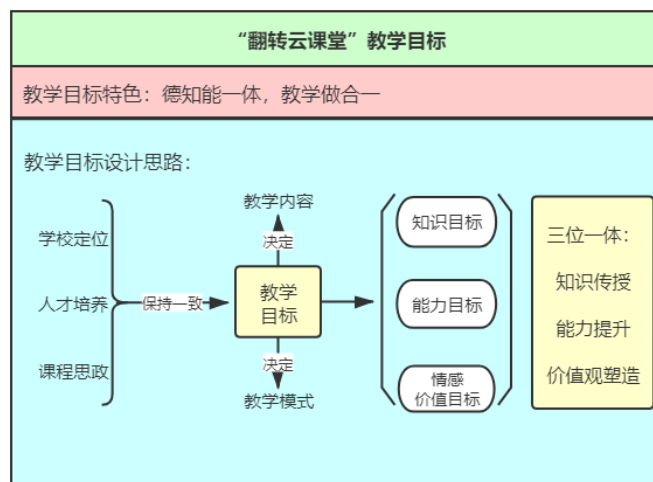 “翻转云课堂”教学目标
教学目标特色：德知能一体，教学做合一
教学目标设计思路：
学校定位
人才培养
课程思政
保持一致
教学内容
决定
教学
目标
决定
教学模式
知识目标
能力目标
情感
价值目标
三位一体：
知识传授
能力提升
价值观塑造